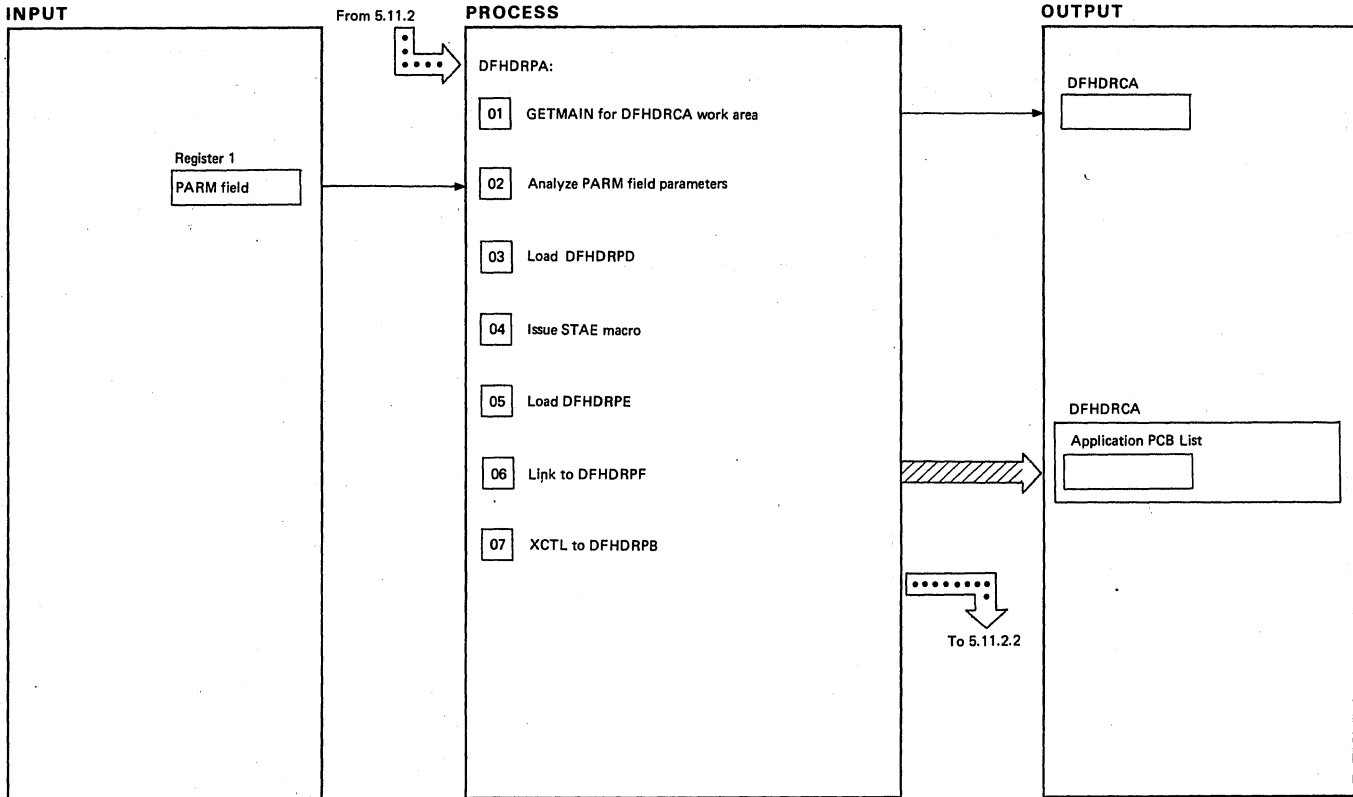 INPUT
From 5.11.2
PROCESS
OUTPUT
DFHDRPA:
01 GETMAIN for DFHDRCA work area
DFHDRCA
Register 1
PARM field
02 Analyze PARM field parameters
03 Load DFHDRPD
04 Issue STAE macro
05 Load DFHDRPE
DFHDRCA
Application PCB List
06 Link to DFHDRPF
07 XCTL to DFHDRPB
To 5.11.2.2